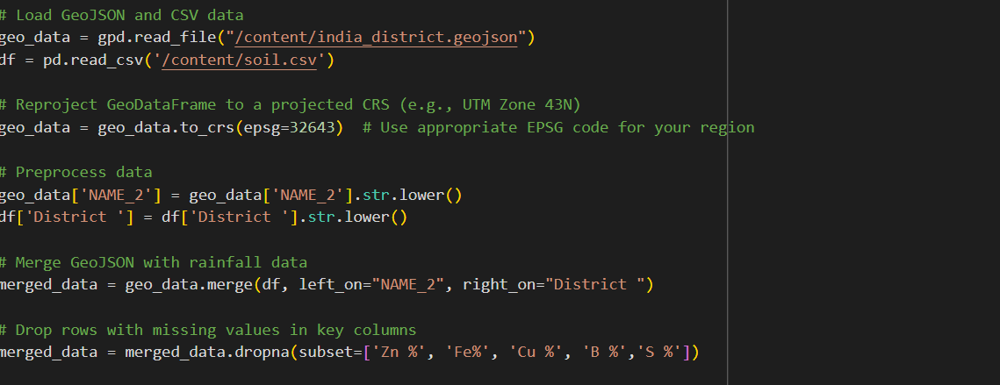 # Load GeoJSON and CSV data
geo_data = gpd.read_file("/content/india_district.geojson")
df = pd.read_csv('/content/soil.csv')
# Reproject GeoDataFrame to a projected CRS (e.g., UTM Zone 43N)
geo_data = geo_data.to_crs(epsg=32643)  # Use appropriate EPSG code for your region
# Preprocess data
geo_data['NAME_2'] = geo_data['NAME_2'].str.lower()
df['District '] = df['District '].str.lower()
# Merge GeoJSON with rainfall data
merged_data = geo_data.merge(df, left_on="NAME_2", right_on="District ")
# Drop rows with missing values in key columns
merged_data = merged_data.dropna(subset=['Zn %', 'Fe%', 'Cu %', 'B %','S %'])